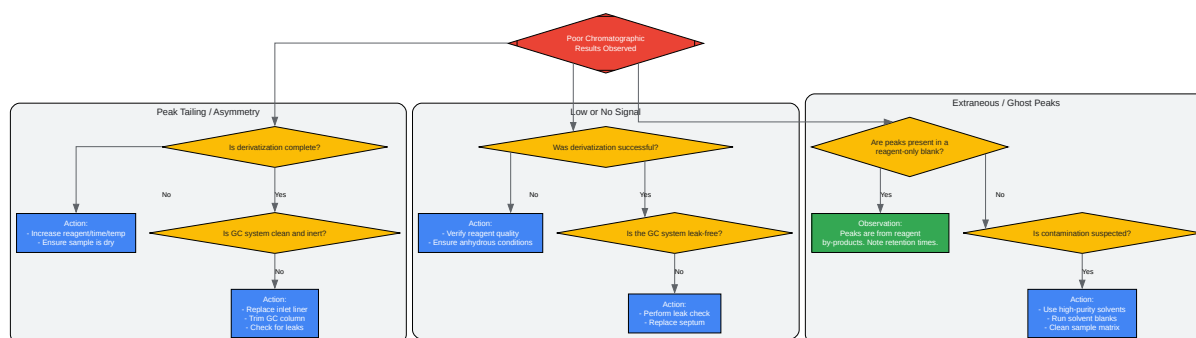 Poor Chromatographic
Results Observed
Peak Tailing / Asymmetry
Is derivatization complete?
No
Yes
Action:
- Increase reagent/time/temp
- Ensure sample is dry
Is GC system clean and inert?
No
Action:
- Replace inlet liner
- Trim GC column
- Check for leaks
Low or No Signal
Was derivatization successful?
No
Yes
Action:
- Verify reagent quality
- Ensure anhydrous conditions
Is the GC system leak-free?
No
Action:
- Perform leak check
- Replace septum
Extraneous / Ghost Peaks
Are peaks present in a
reagent-only blank?
Yes
No
Observation:
Peaks are from reagent
by-products. Note retention times.
Is contamination suspected?
Yes
Action:
- Use high-purity solvents
- Run solvent blanks
- Clean sample matrix